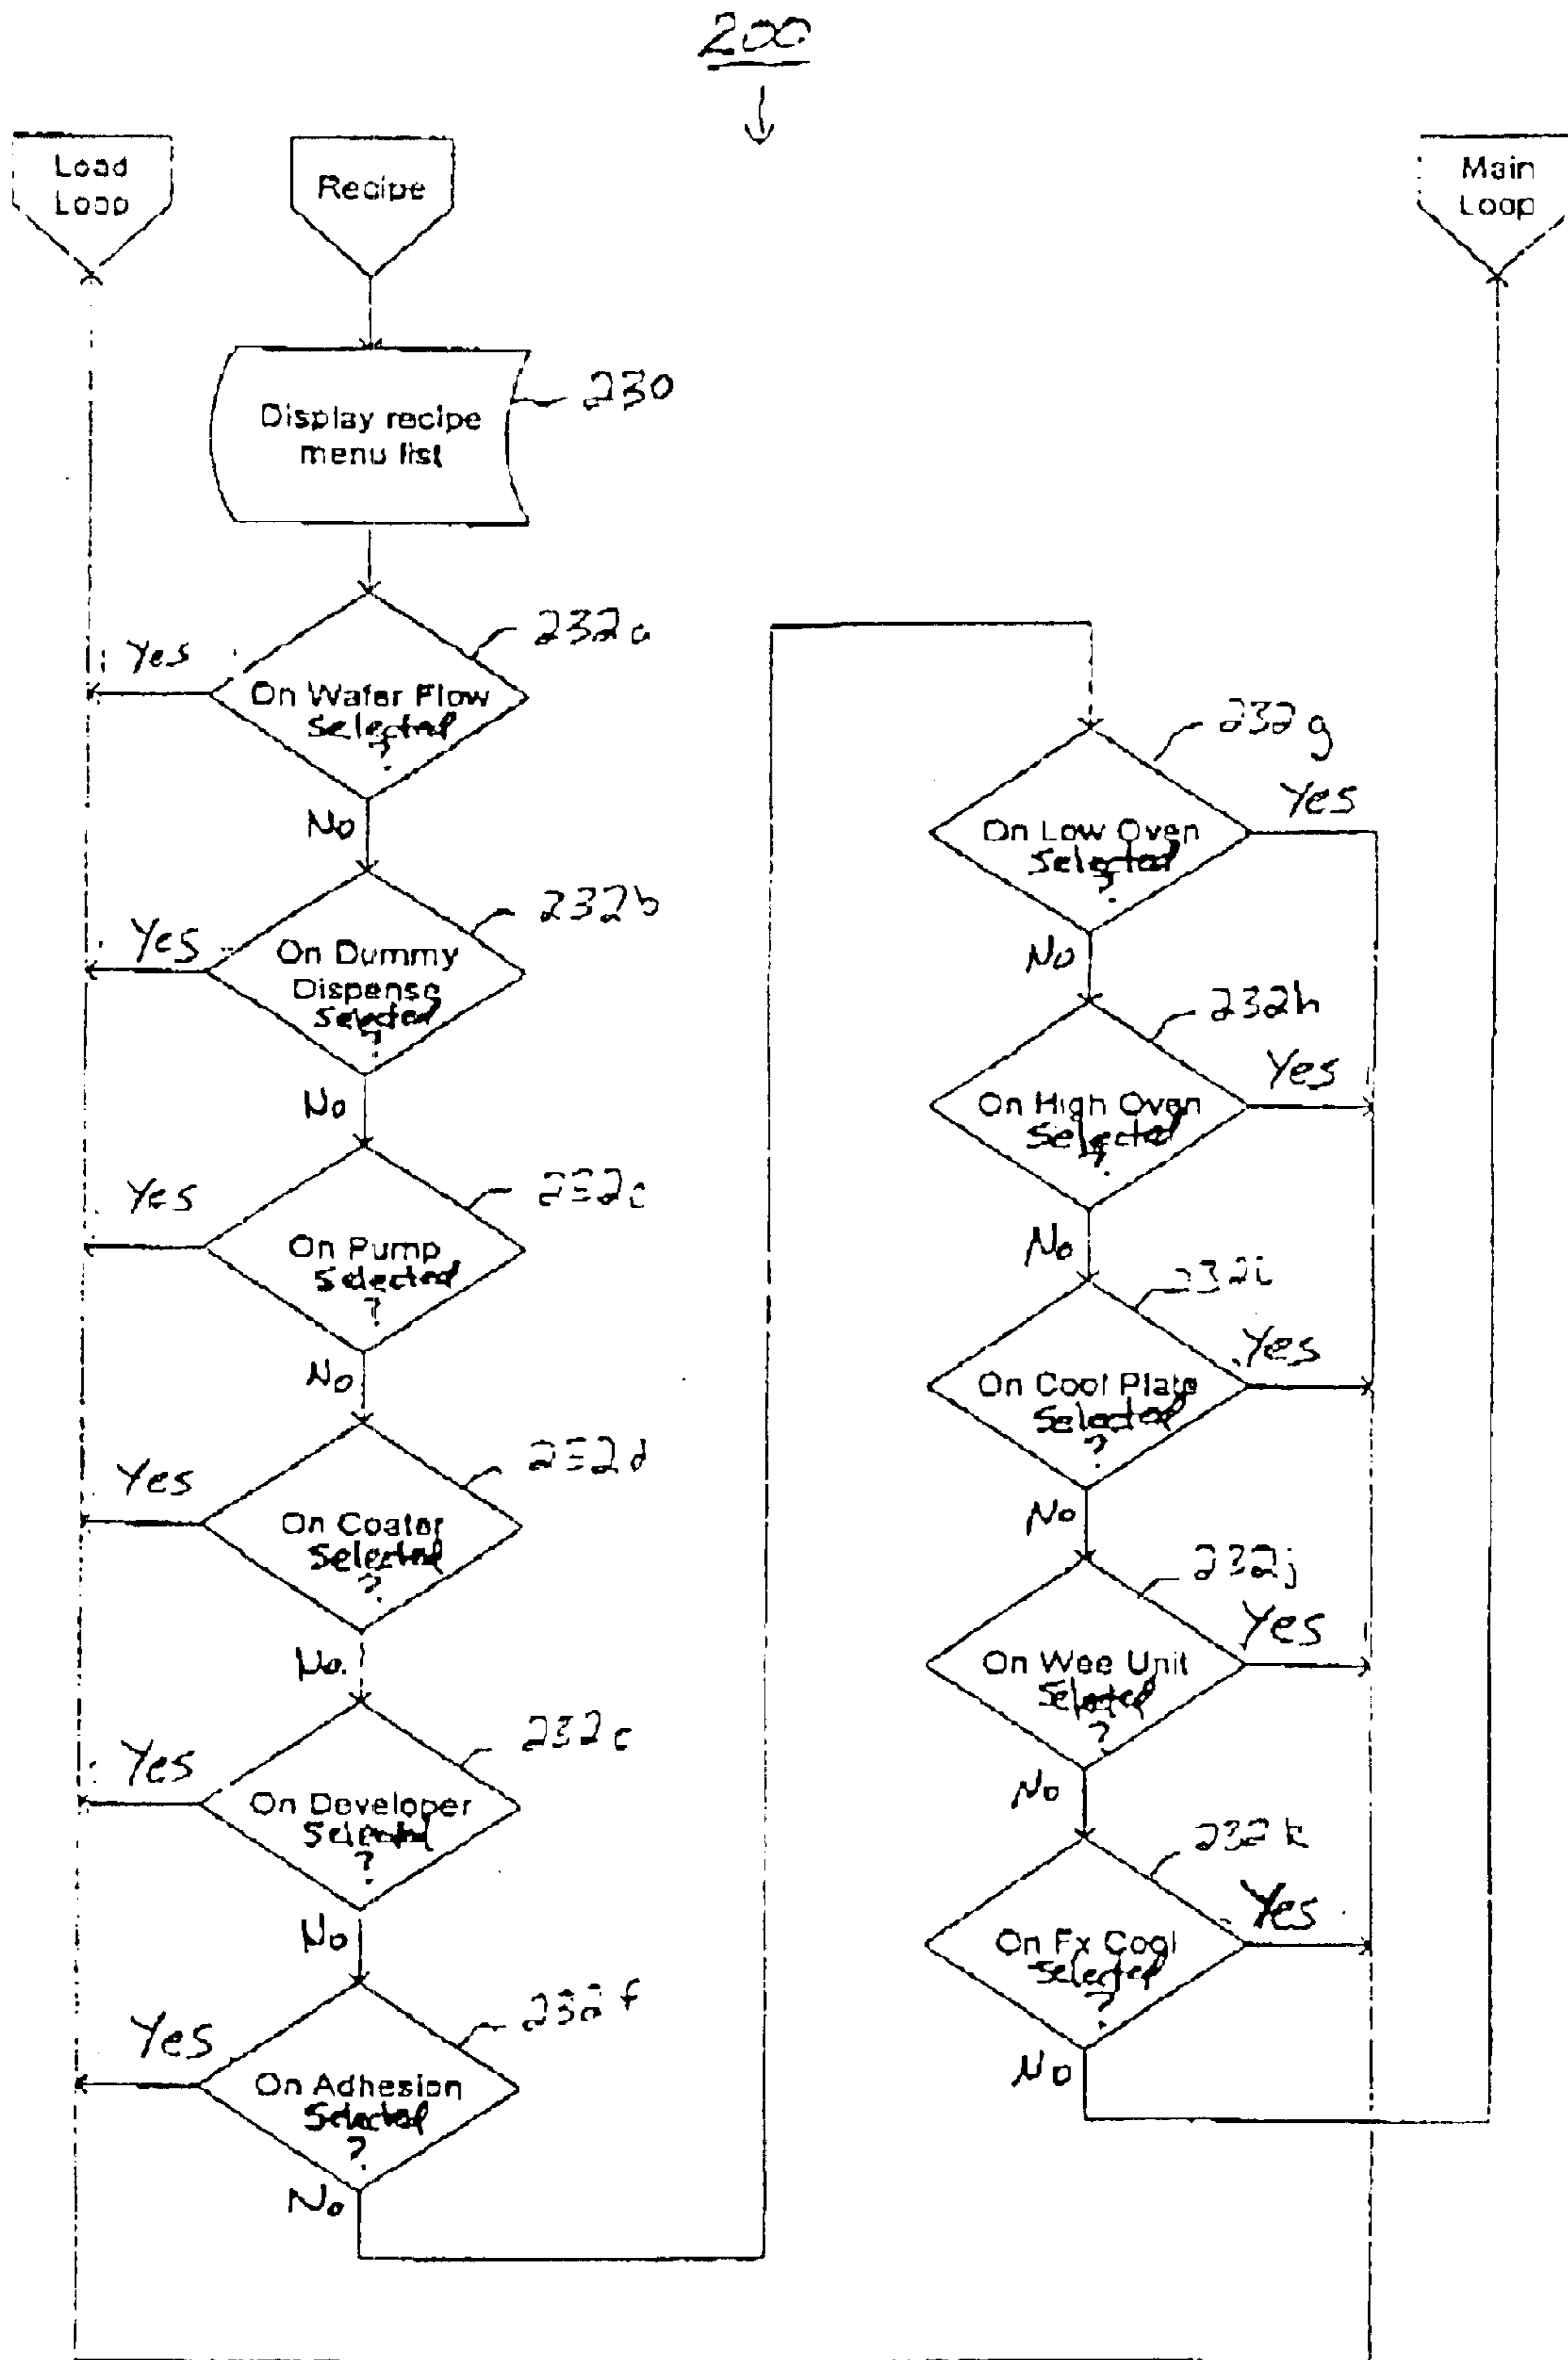 200
Load
Loop
Recipe
Main
Loop
Display recipe
menu list
230
Yes
On Wafer Flow
Selected
?
232a
No
Yes
On Dummy
Dispense
Selected
?
232b
No
Yes
On Pump
Selected
?
232c
No
Yes
On Coater
Selected
?
232d
No
Yes
On Developer
Selected
?
232e
No
Yes
On Adhesion
Selected
?
232f
No
232g
Yes
On Low Oven
Selected
?
No
232h
Yes
On High Oven
Selected
?
No
232i
Yes
On Cool Plate
Selected
?
No
232j
Yes
On Wee Unit
Selected
?
No
232k
Yes
On Fx Cool
Selected
?
No